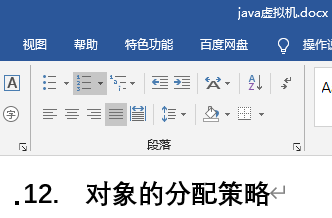 java虚拟机.docx
视图 帮助 特色功能 百度网盘 操作说
段落
12. 对象的分配策略